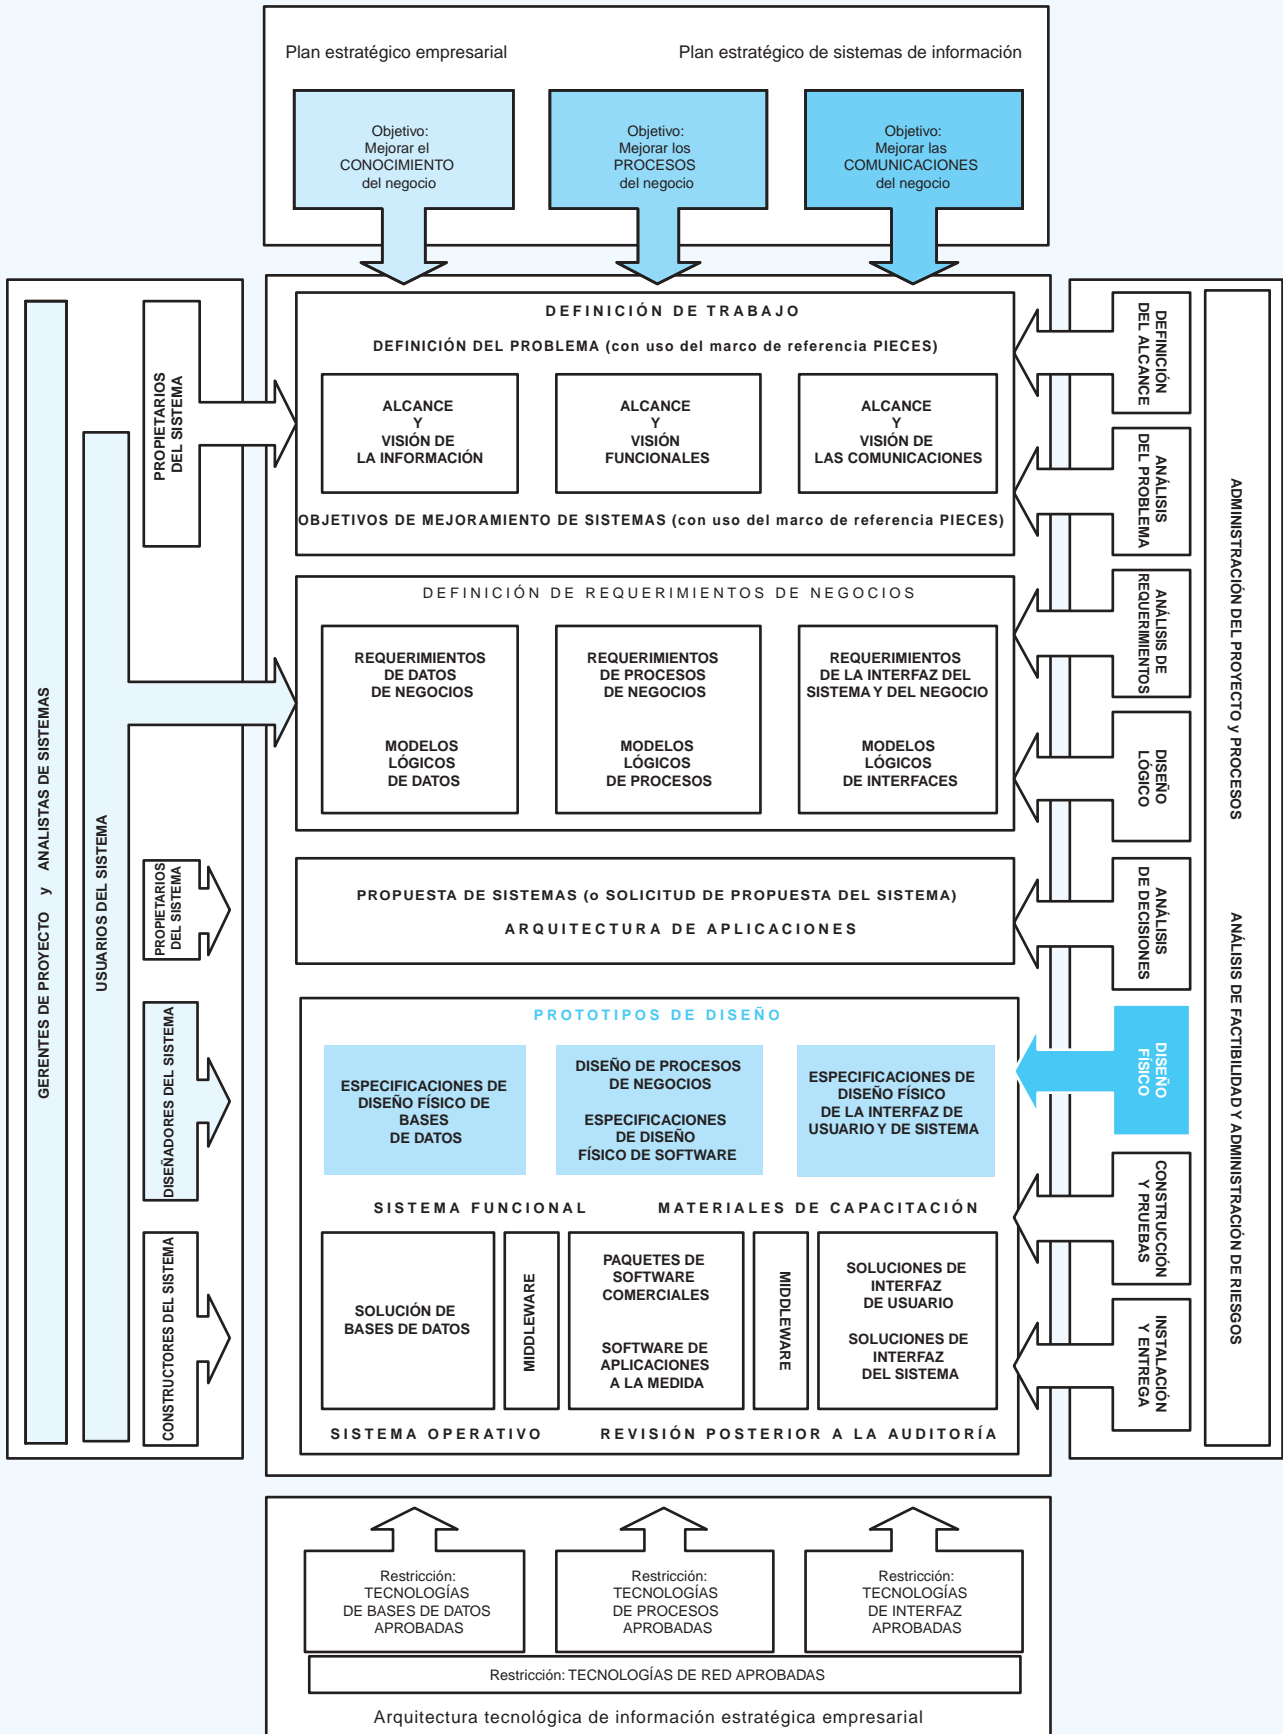 Plan estratégico empresarial
Plan estratégico de sistemas de información
Objetivo:
Mejorar el
CONOCIMIENTO
del negocio
Objetivo:
Mejorar los
PROCESOS
del negocio
Objetivo:
Mejorar las
COMUNICACIONES
del negocio
GERENTES DE PROYECTO y ANALISTAS DE SISTEMAS
USUARIOS DEL SISTEMA
PROPIETARIOS
DEL SISTEMA
PROPIETARIOS
DEL SISTEMA
DISEÑADORES DEL SISTEMA
CONSTRUCTORES DEL SISTEMA
DEFINICIÓN DE TRABAJO
DEFINICIÓN DEL PROBLEMA (con uso del marco de referencia PIECES)
ALCANCE
Y
VISIÓN DE
LA INFORMACIÓN
ALCANCE
Y
VISIÓN
FUNCIONALES
ALCANCE
Y
VISIÓN DE
LAS COMUNICACIONES
OBJETIVOS DE MEJORAMIENTO DE SISTEMAS (con uso del marco de referencia PIECES)
DEFINICIÓN DE REQUERIMIENTOS DE NEGOCIOS
REQUERIMIENTOS
DE DATOS
DE NEGOCIOS
MODELOS
LÓGICOS
DE DATOS
REQUERIMIENTOS
DE PROCESOS
DE NEGOCIOS
MODELOS
LÓGICOS
DE PROCESOS
REQUERIMIENTOS
DE LA INTERFAZ DEL
SISTEMA Y DEL NEGOCIO
MODELOS
LÓGICOS
DE INTERFACES
PROPUESTA DE SISTEMAS (o SOLICITUD DE PROPUESTA DEL SISTEMA)
ARQUITECTURA DE APLICACIONES
PROTOTIPOS DE DISEÑO
ESPECIFICACIONES DE
DISEÑO FÍSICO DE
BASES
DE DATOS
DISEÑO DE PROCESOS
DE NEGOCIOS
ESPECIFICACIONES
DE DISEÑO
FÍSICO DE SOFTWARE
ESPECIFICACIONES DE
DISEÑO FÍSICO
DE LA INTERFAZ DE
USUARIO Y DE SISTEMA
SISTEMA FUNCIONAL
MATERIALES DE CAPACITACIÓN
SOLUCIÓN DE
BASES DE DATOS
MIDDLEWARE
PAQUETES DE
SOFTWARE
COMERCIALES
SOFTWARE DE
APLICACIONES
A LA MEDIDA
MIDDLEWARE
SOLUCIONES DE
INTERFAZ
DE USUARIO
SOLUCIONES DE
INTERFAZ
DEL SISTEMA
SISTEMA OPERATIVO
REVISIÓN POSTERIOR A LA AUDITORÍA
DEFINICIÓN
DEL ALCANCE
ANÁLISIS
DEL PROBLEMA
ANÁLISIS DE
REQUERIMIENTOS
DISEÑO
LÓGICO
ANÁLISIS
DE DECISIONES
DISEÑO
FÍSICO
CONSTRUCCIÓN
Y PRUEBAS
INSTALACIÓN
Y ENTREGA
ADMINISTRACIÓN DEL PROYECTO y PROCESOS
ANÁLISIS DE FACTIBILIDAD Y ADMINISTRACIÓN DE RIESGOS
Restricción:
TECNOLOGÍAS
DE BASES DE DATOS
APROBADAS
Restricción:
TECNOLOGÍAS
DE PROCESOS
APROBADAS
Restricción:
TECNOLOGÍAS
DE INTERFAZ
APROBADAS
Restricción: TECNOLOGÍAS DE RED APROBADAS
Arquitectura tecnológica de información estratégica empresarial